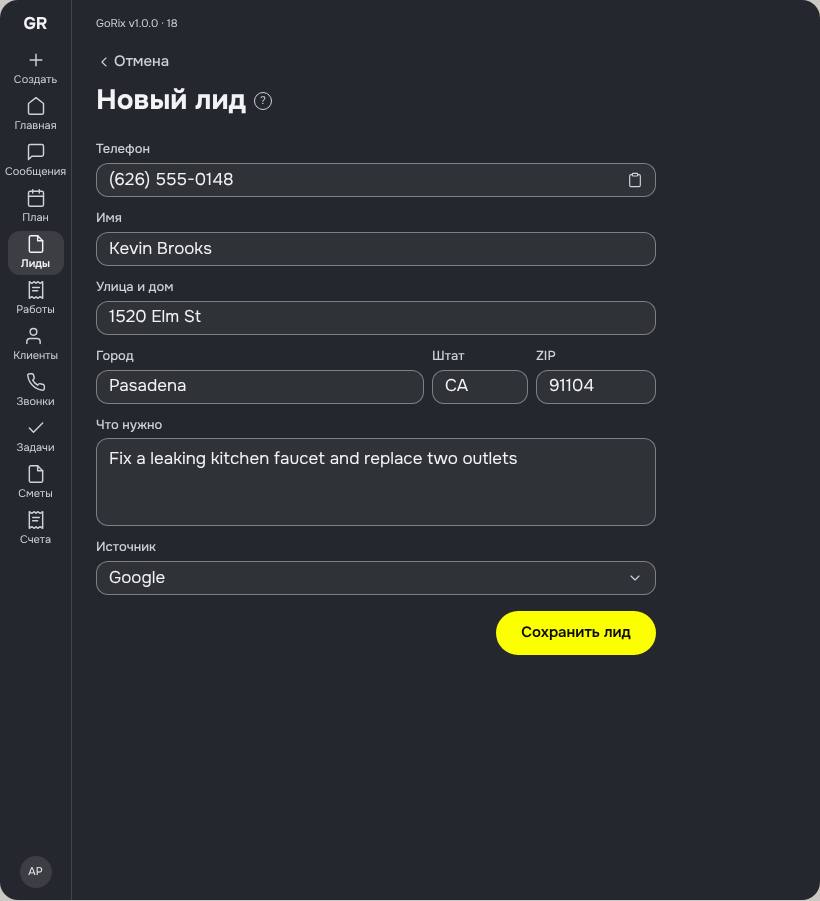 GR
GoRix v1.0.0 · 18
Создать
Главная
Сообщения
План
Лиды
Работы
Клиенты
Звонки
Задачи
Сметы
Счета
AP
Отмена
Новый лид ?
Телефон
(626) 555-0148
Имя
Kevin Brooks
Улица и дом
1520 Elm St
Город Штат ZIP
Pasadena CA 91104
Что нужно
Fix a leaking kitchen faucet and replace two outlets
Источник
Google
Сохранить лид